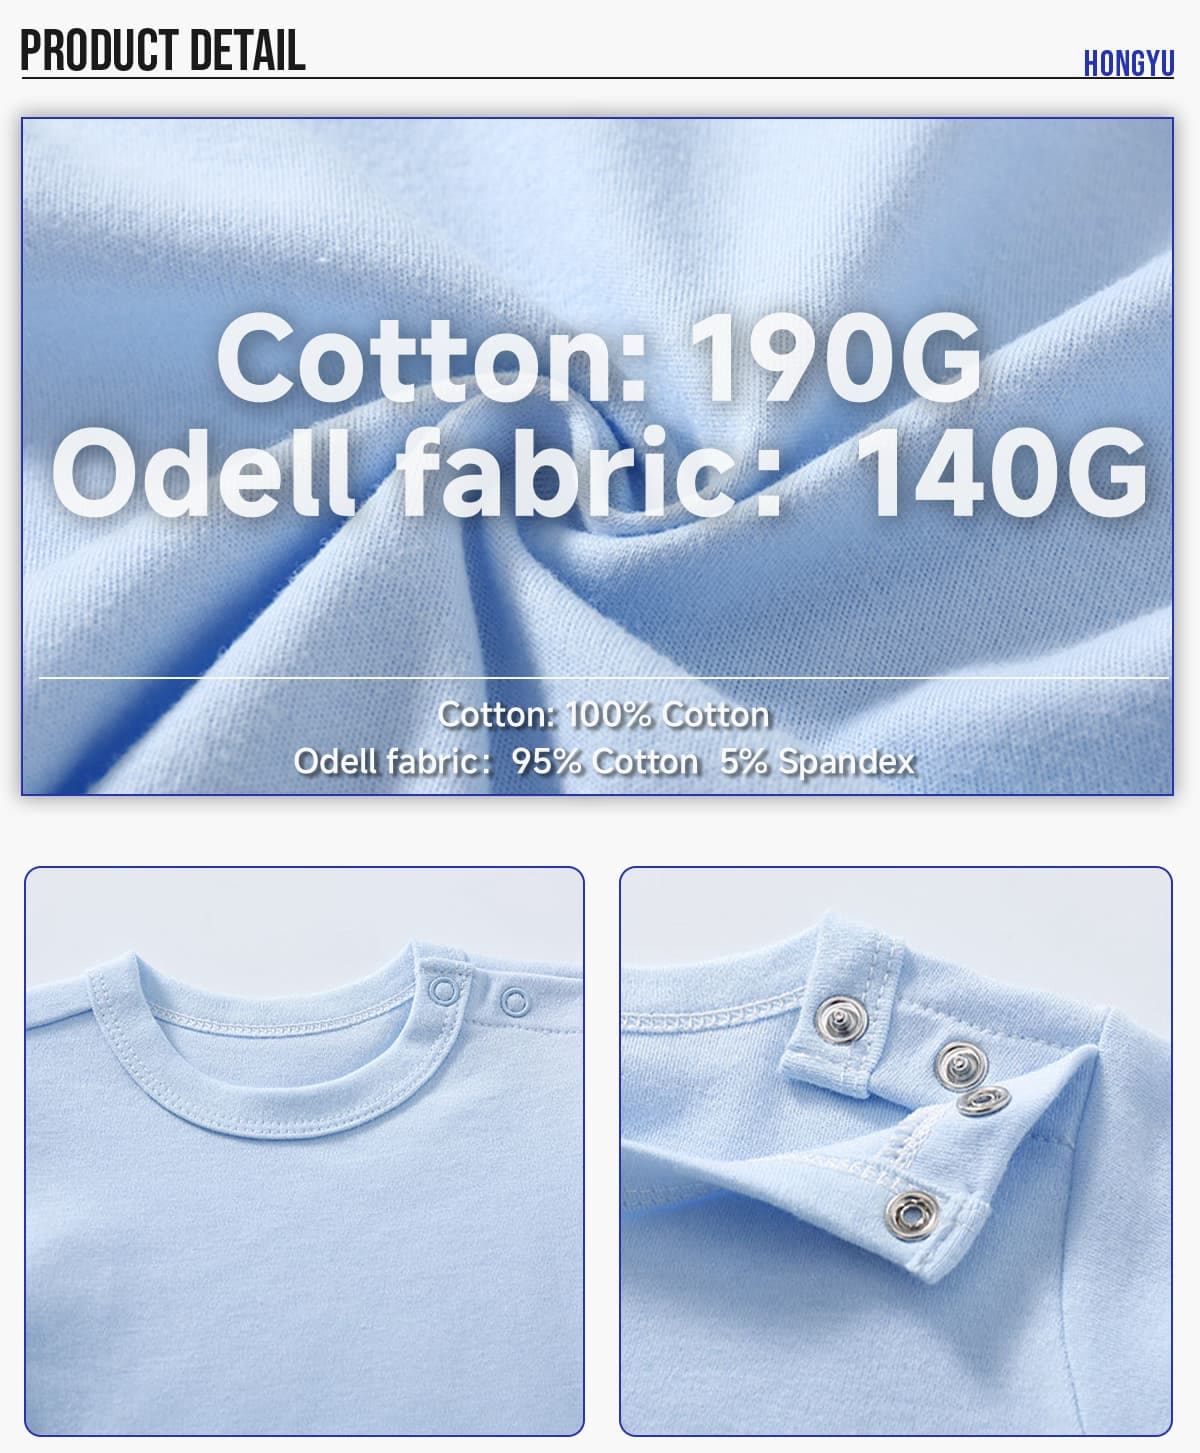 PRODUCT DETAIL
HONGYU
Cotton: 190G
Odell fabric： 140G
Cotton: 100% Cotton
Odell fabric： 95% Cotton 5% Spandex